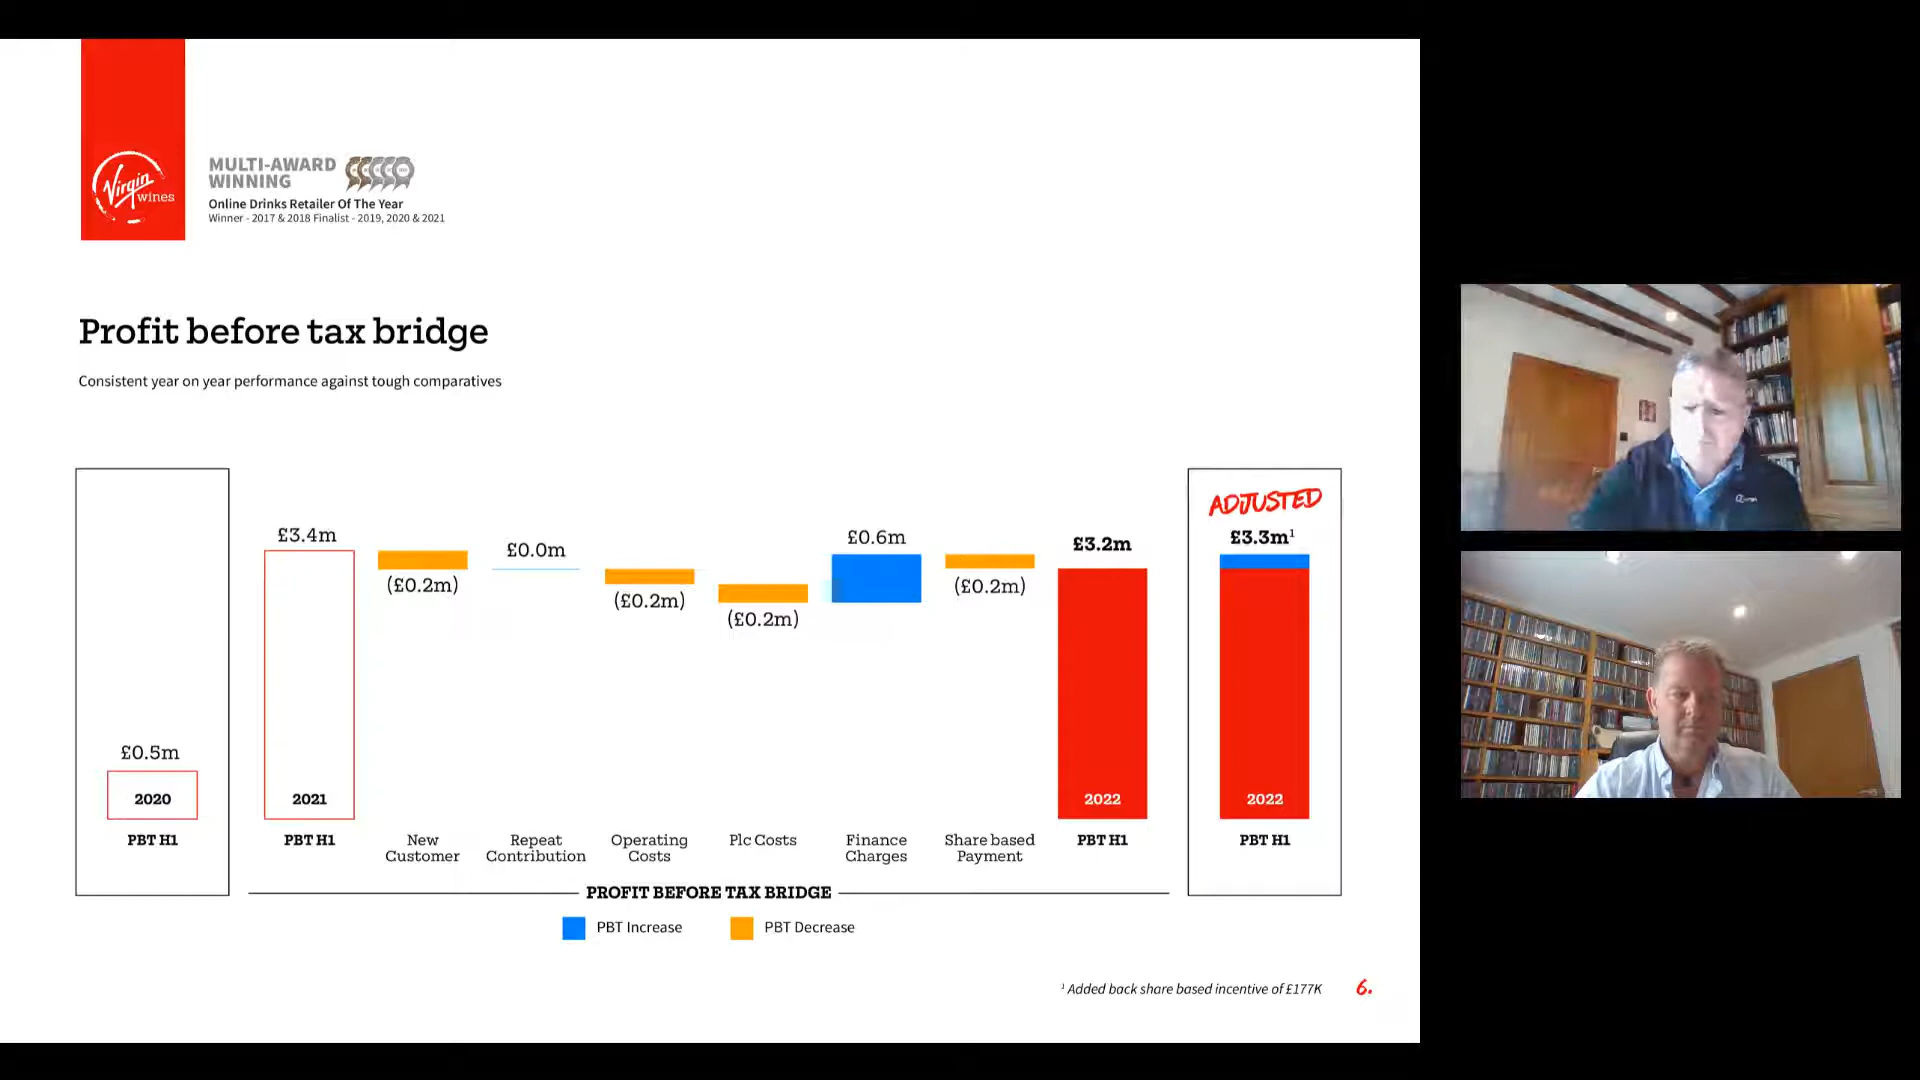 Virgin
wines
MULTI-AWARD
WINNING
Online Drinks Retailer Of The Year
Winner - 2017 & 2018 Finalist - 2019, 2020 & 2021
Profit before tax bridge
Consistent year on year performance against tough comparatives
£0.5m
2020
PBT H1
£3.4m
2021
PBT H1
(£0.2m)
New
Customer
£0.0m
Repeat
Contribution
(£0.2m)
Operating
Costs
(£0.2m)
Plc Costs
£0.6m
Finance
Charges
(£0.2m)
Share based
Payment
£3.2m
2022
PBT H1
ADJUSTED
£3.3m¹
2022
PBT H1
PROFIT BEFORE TAX BRIDGE
PBT Increase
PBT Decrease
¹ Added back share based incentive of £177K
6.